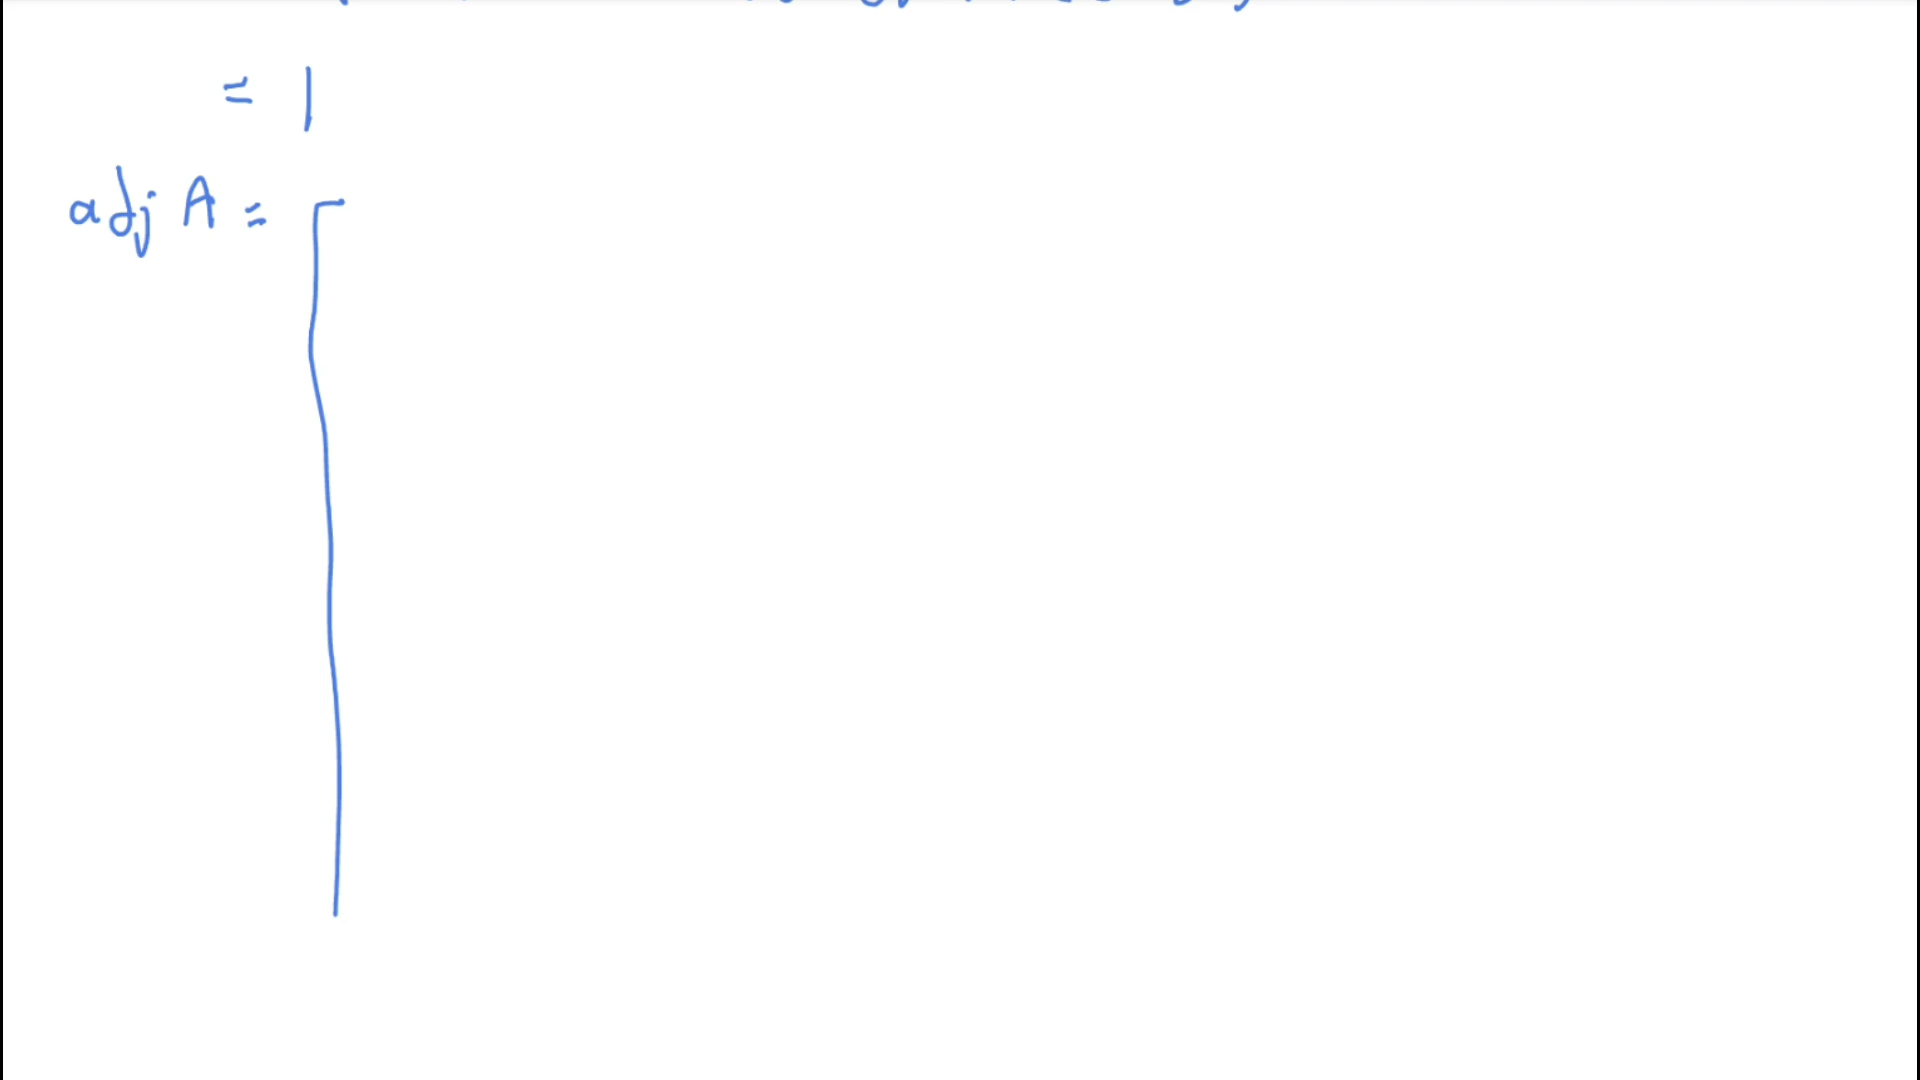 = 1
adj A = [